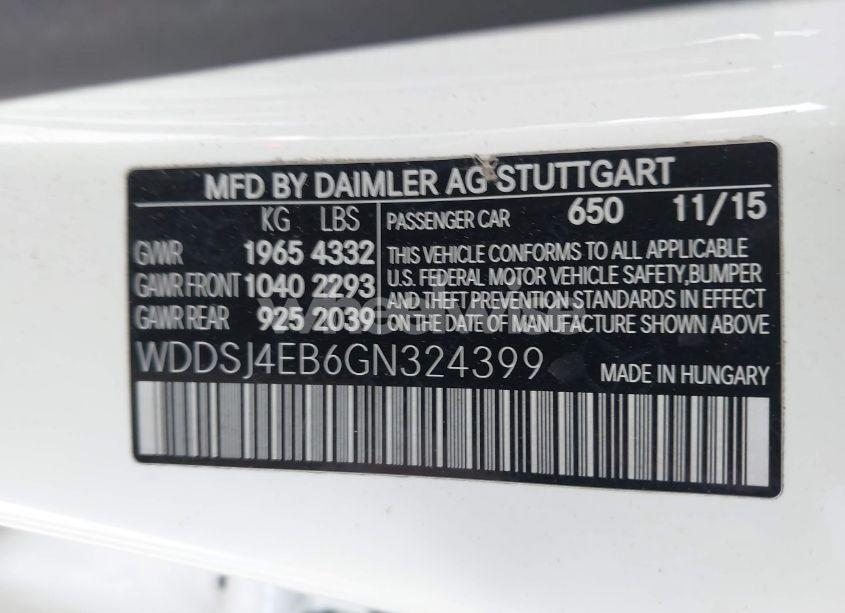 MFD BY DAIMLER AG STUTTGART
KG LBS
GVWR 1965 4332
GAWR FRONT 1040 2293
GAWR REAR 925 2039
PASSENGER CAR 650 11/15
THIS VEHICLE CONFORMS TO ALL APPLICABLE
U.S. FEDERAL MOTOR VEHICLE SAFETY,BUMPER
AND THEFT PREVENTION STANDARDS IN EFFECT
ON THE DATE OF MANUFACTURE SHOWN ABOVE
WDDSJ4EB6GN324399
MADE IN HUNGARY